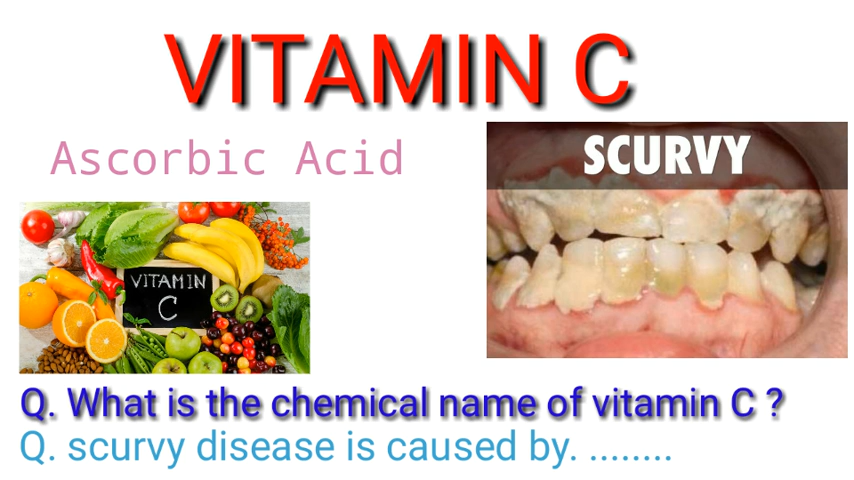 VITAMIN C
Ascorbic Acid
SCURVY
VITAMIN
C
Q. What is the chemical name of vitamin C ?
Q. scurvy disease is caused by. ........